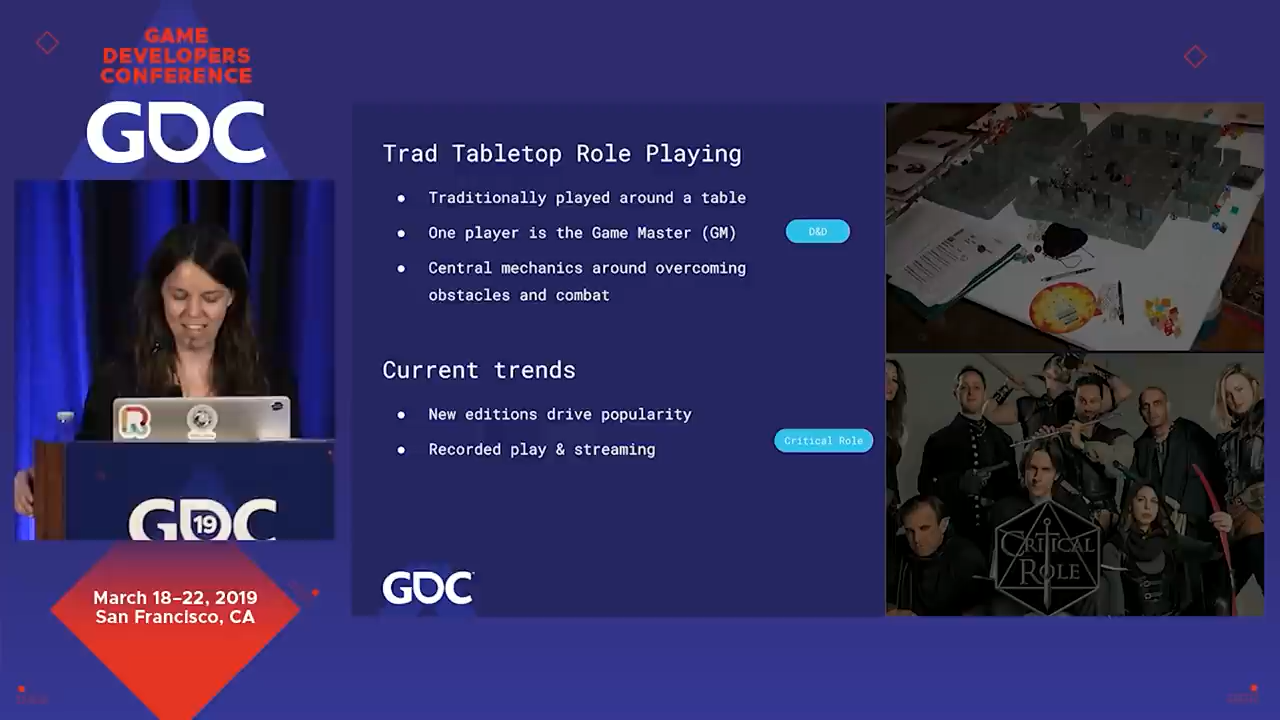 GAME
DEVELOPERS
CONFERENCE
GDC
GDC
19
March 18–22, 2019
San Francisco, CA
Trad Tabletop Role Playing
● Traditionally played around a table
● One player is the Game Master (GM)
● Central mechanics around overcoming
obstacles and combat
D&D
Current trends
● New editions drive popularity
● Recorded play & streaming
Critical Role
GDC
CRITICAL
ROLE